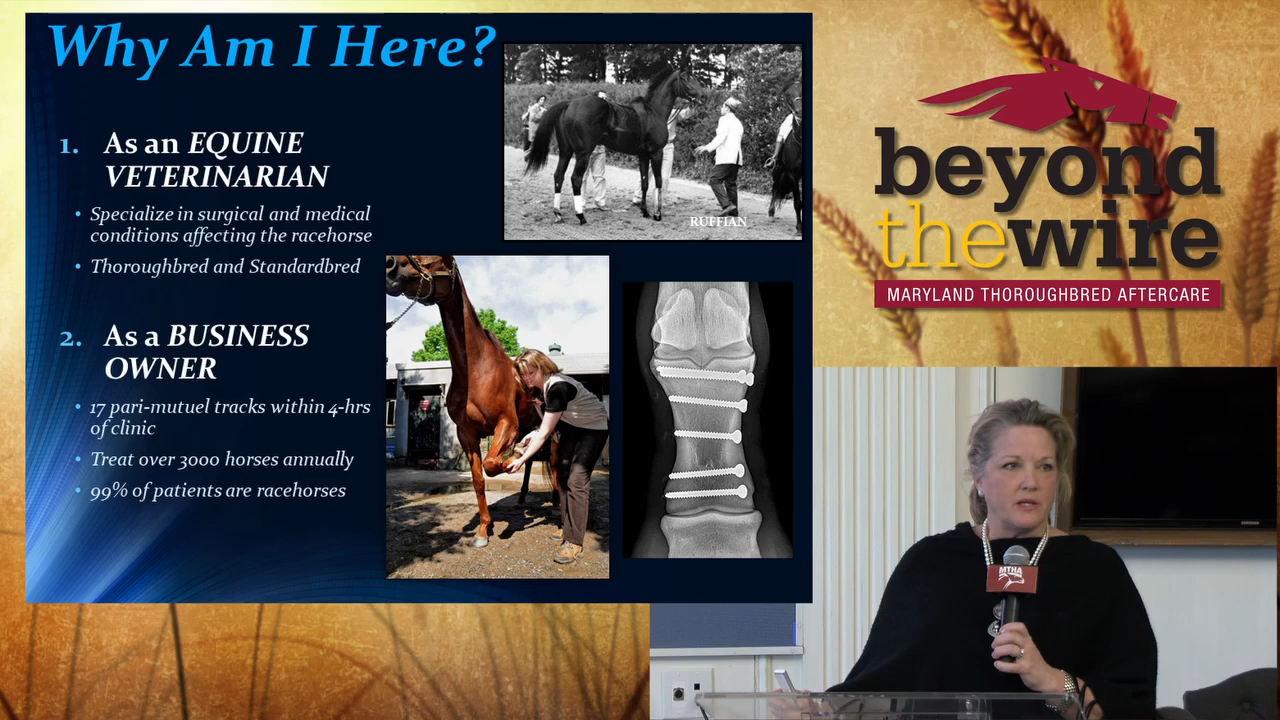 Why Am I Here?
1. As an EQUINE
VETERINARIAN
• Specialize in surgical and medical
conditions affecting the racehorse
• Thoroughbred and Standardbred
2. As a BUSINESS
OWNER
• 17 pari-mutuel tracks within 4-hrs
of clinic
• Treat over 3000 horses annually
• 99% of patients are racehorses
RUFFIAN
beyond
thewire
MARYLAND THOROUGHBRED AFTERCARE
MTHA